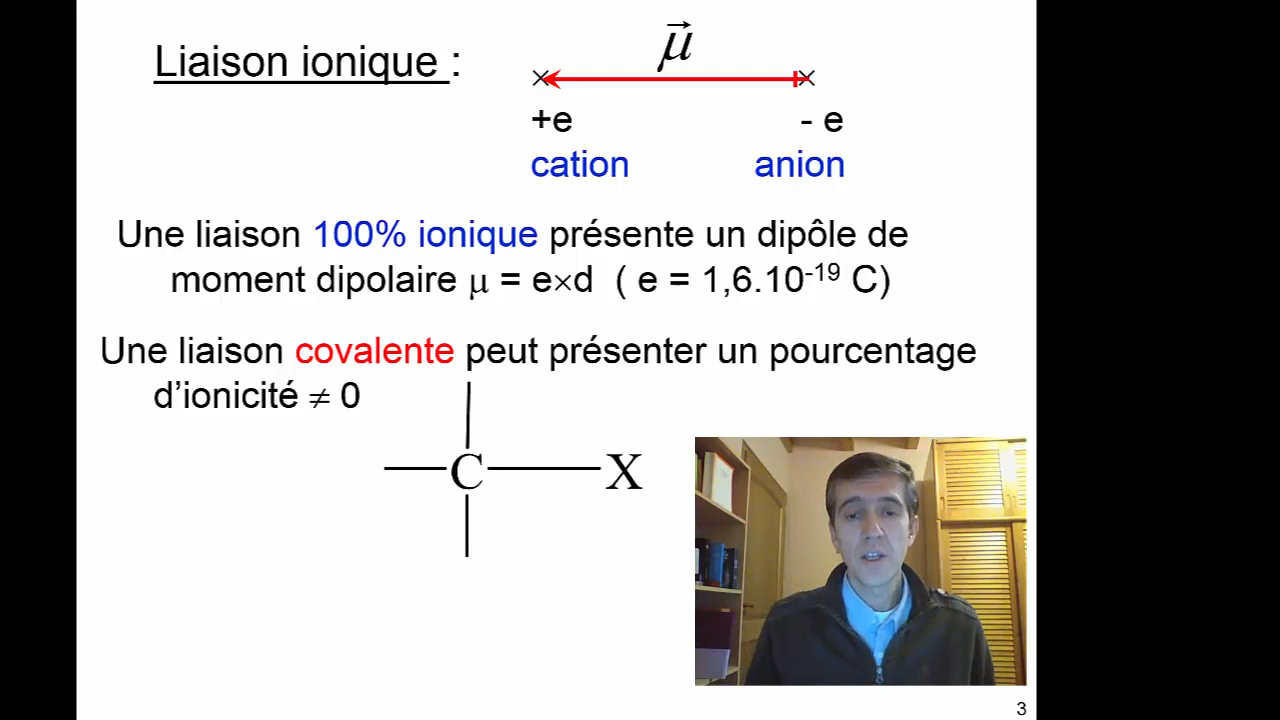 Liaison ionique :
μ⃗
+e - e
cation anion
Une liaison 100% ionique présente un dipôle de
moment dipolaire μ = e×d ( e = 1,6.10⁻¹⁹ C)
Une liaison covalente peut présenter un pourcentage
d’ionicité ≠ 0
C X
3